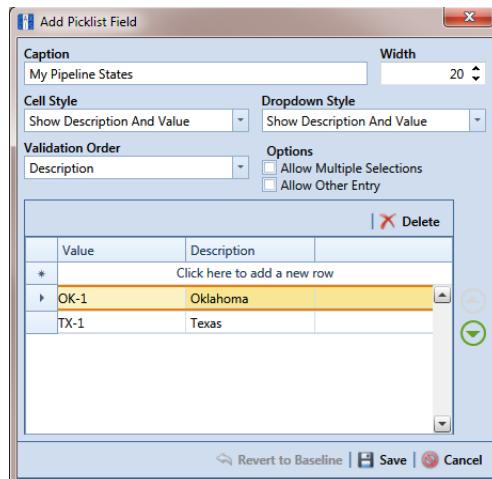 Add Picklist Field
Caption Width
My Pipeline States 20
Cell Style Dropdown Style
Show Description And Value Show Description And Value
Validation Order Options
Description Allow Multiple Selections
Allow Other Entry
Delete
Value Description
Click here to add a new row
OK-1 Oklahoma
TX-1 Texas
Revert to Baseline Save Cancel